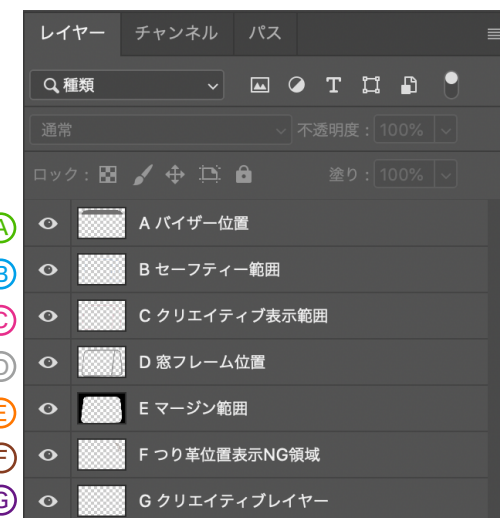 レイヤー チャンネル パス
種類 T
通常 不透明度: 100%
ロック: 塗り: 100%
A A バイザー位置
B B セーフティー範囲
C C クリエイティブ表示範囲
D D 窓フレーム位置
E E マージン範囲
F F つり革位置表示NG領域
G G クリエイティブレイヤー